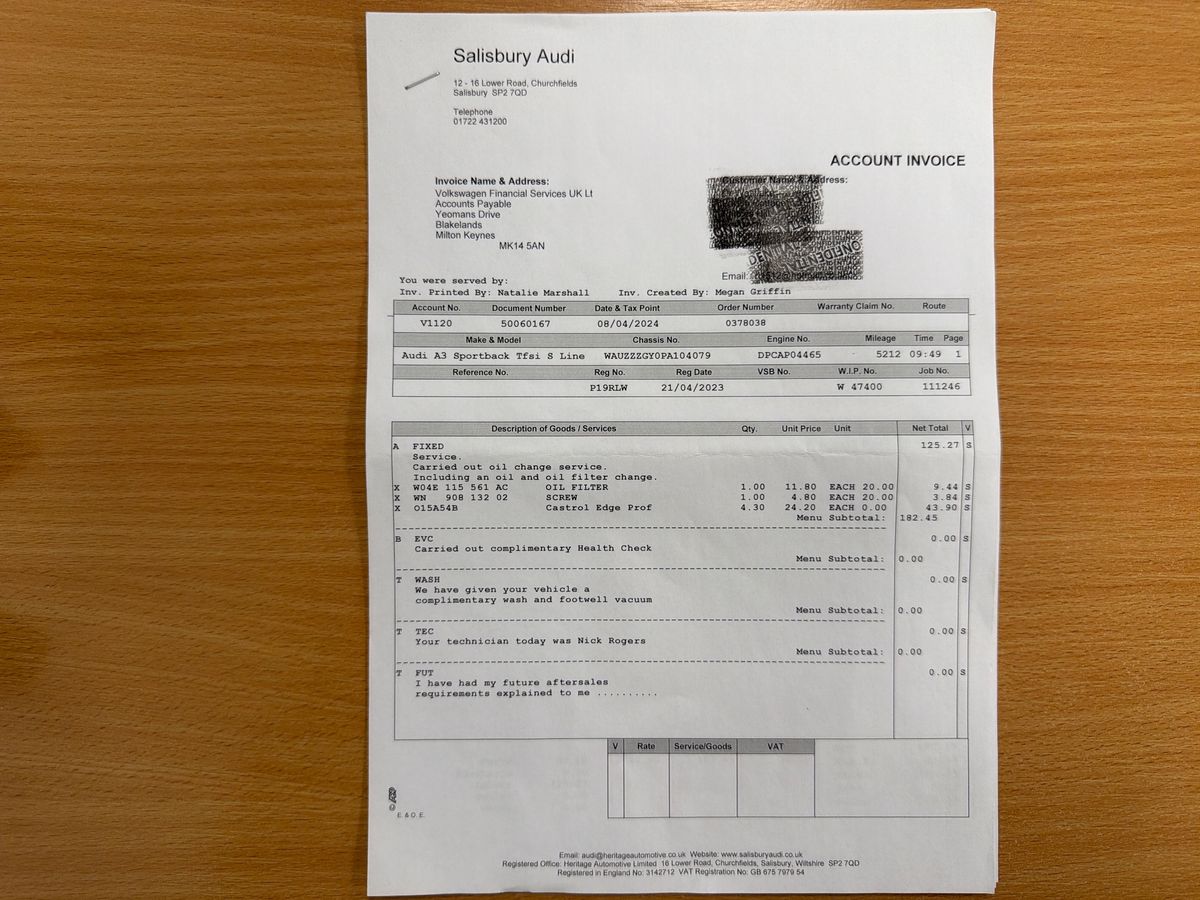 Salisbury Audi
12 - 16 Lower Road, Churchfields
Salisbury SP2 7QD
Telephone
01722 431200
ACCOUNT INVOICE
Invoice Name & Address:
Volkswagen Financial Services UK Lt
Accounts Payable
Yeomans Drive
Blakelands
Milton Keynes
MK14 5AN
Customer Name & Address:
Email:
You were served by:
Inv. Printed By: Natalie Marshall Inv. Created By: Megan Griffin
Account No. Document Number Date & Tax Point Order Number Warranty Claim No. Route
V1120 50060167 08/04/2024 0378038
Make & Model Chassis No. Engine No. Mileage Time Page
Audi A3 Sportback Tfsi S Line WAUZZZGY0PA104079 DPCAP04465 5212 09:49 1
Reference No. Reg No. Reg Date VSB No. W.I.P. No. Job No.
P19RLW 21/04/2023 W 47400 111246
Description of Goods / Services Qty. Unit Price Unit Net Total V
A FIXED 125.27 S
Service.
Carried out oil change service.
Including an oil and oil filter change.
X W04E 115 561 AC OIL FILTER 1.00 11.80 EACH 20.00 9.44 S
X WN 908 132 02 SCREW 1.00 4.80 EACH 20.00 3.84 S
X O15A54B Castrol Edge Prof 4.30 24.20 EACH 0.00 43.90 S
Menu Subtotal: 182.45
B EVC 0.00 S
Carried out complimentary Health Check
Menu Subtotal: 0.00
T WASH 0.00 S
We have given your vehicle a
complimentary wash and footwell vacuum
Menu Subtotal: 0.00
T TEC 0.00 S
Your technician today was Nick Rogers
Menu Subtotal: 0.00
T FUT 0.00 S
I have had my future aftersales
requirements explained to me ..........
V Rate Service/Goods VAT
E. & O. E.
Email: audi@heritageautomotive.co.uk Website: www.salisburyaudi.co.uk
Registered Office: Heritage Automotive Limited 16 Lower Road, Churchfields, Salisbury, Wiltshire SP2 7QD
Registered in England No: 3142712 VAT Registration No: GB 675 7979 54